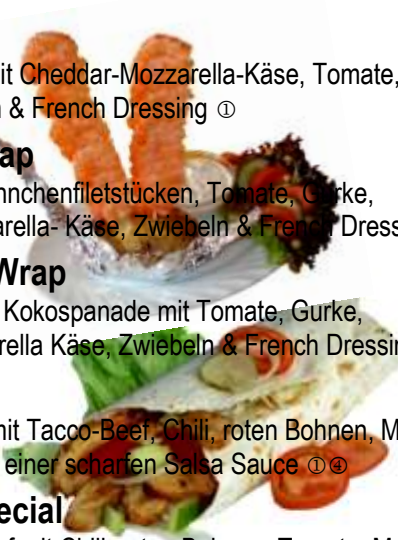 it Cheddar-Mozzarella-Käse, Tomate,
& French Dressing ①
ap
nnchenfiletstücken, Tomate, Gurke,
arella- Käse, Zwiebeln & French Dress
Wrap
Kokospanade mit Tomate, Gurke,
rella Käse, Zwiebeln & French Dressin
it Tacco-Beef, Chili, roten Bohnen, M
einer scharfen Salsa Sauce ①④
ecial